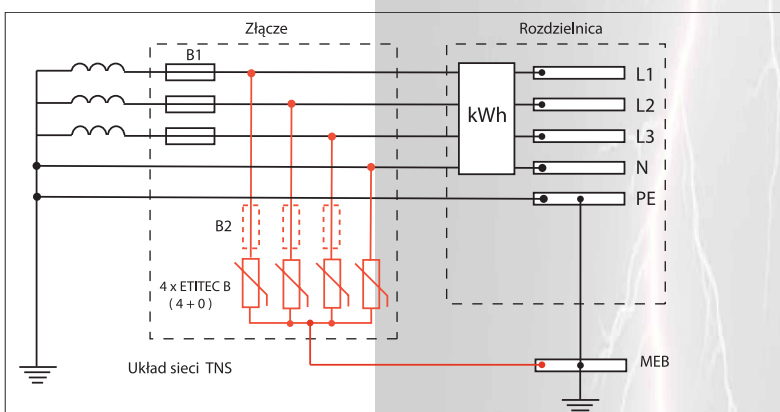 Złącze
Rozdzielnica
B1
L1
L2
kWh
L3
N
PE
B2
4 x ETITEC B
( 4 + 0 )
Układ sieci TNS
MEB